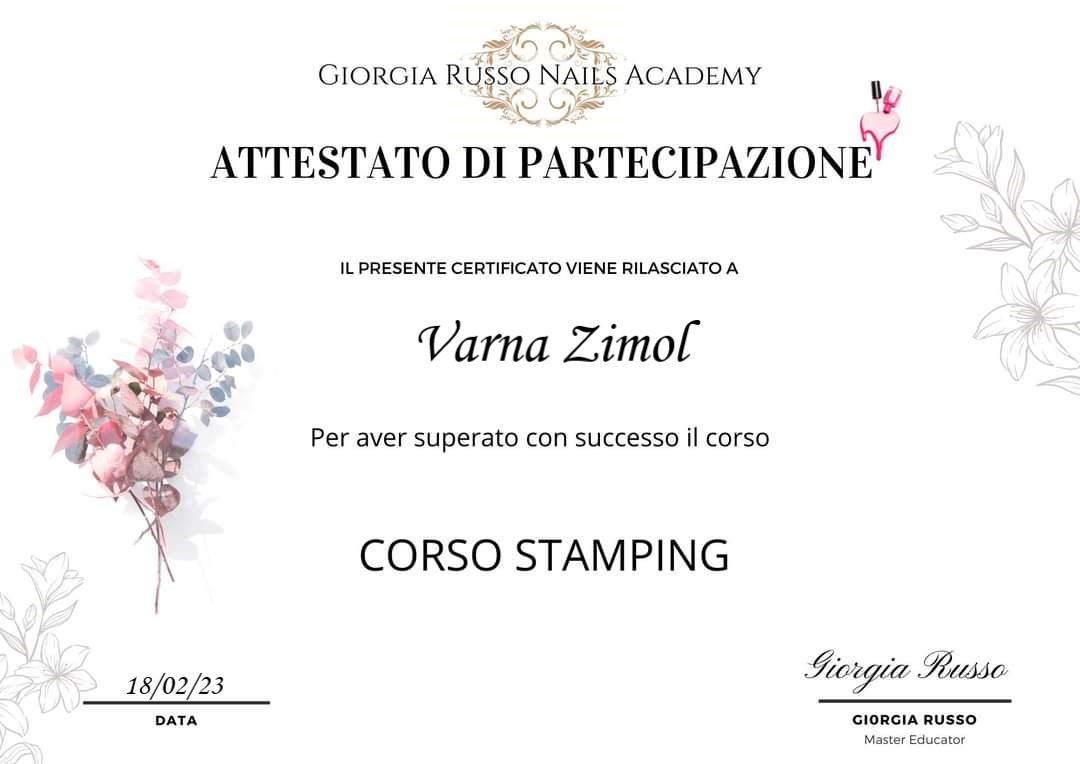 GIORGIA RUSSO NAILS ACADEMY
ATTESTATO DI PARTECIPAZIONE
IL PRESENTE CERTIFICATO VIENE RILASCIATO A
Varna Zimol
Per aver superato con successo il corso
CORSO STAMPING
18/02/23
DATA
Giorgia Russo
GI0RGIA RUSSO
Master Educator